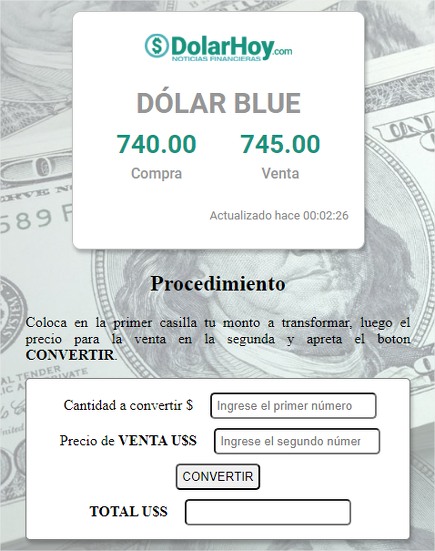 DolarHoy.com
NOTICIAS FINANCIERAS
DÓLAR BLUE
740.00 745.00
Compra Venta
Actualizado hace 00:02:26
Procedimiento
Coloca en la primer casilla tu monto a transformar, luego el
precio para la venta en la segunda y apreta el boton
CONVERTIR.
Cantidad a convertir $ Ingrese el primer número
Precio de VENTA U$S Ingrese el segundo númer
CONVERTIR
TOTAL U$S